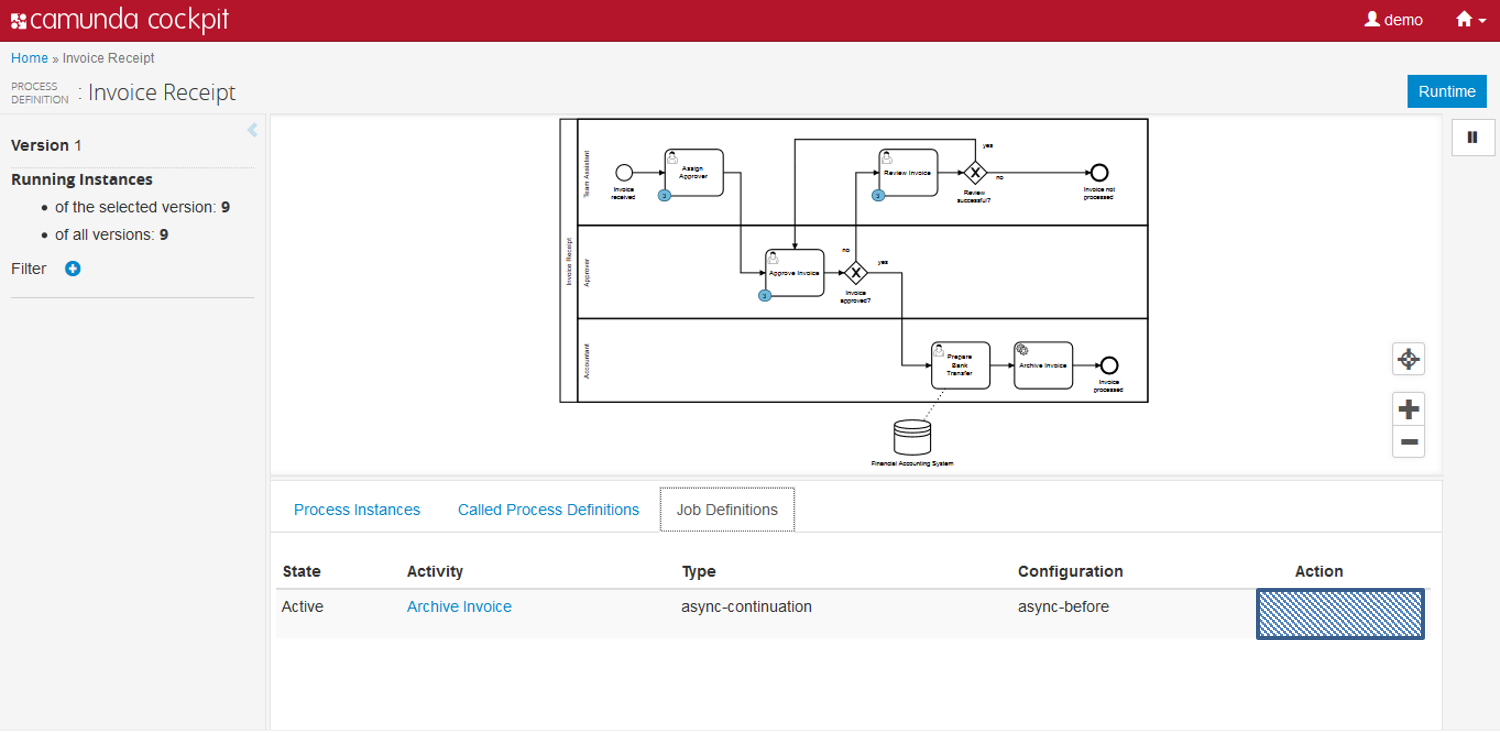 camunda cockpit
demo
Home » Invoice Receipt
PROCESS
DEFINITION : Invoice Receipt
Runtime
Version 1
Running Instances
of the selected version: 9
of all versions: 9
Filter
Invoice Receipt
Team Assistant
Invoice
received
Assign
Approver
3
Review Invoice
3
yes
no
Review
successful?
Invoice not
processed
Approver
Approve Invoice
3
no
yes
Invoice
approved?
Accountant
Prepare
Bank
Transfer
Archive Invoice
Invoice
processed
Financial Accounting System
Process Instances Called Process Definitions Job Definitions
State Activity Type Configuration Action
Active Archive Invoice async-continuation async-before